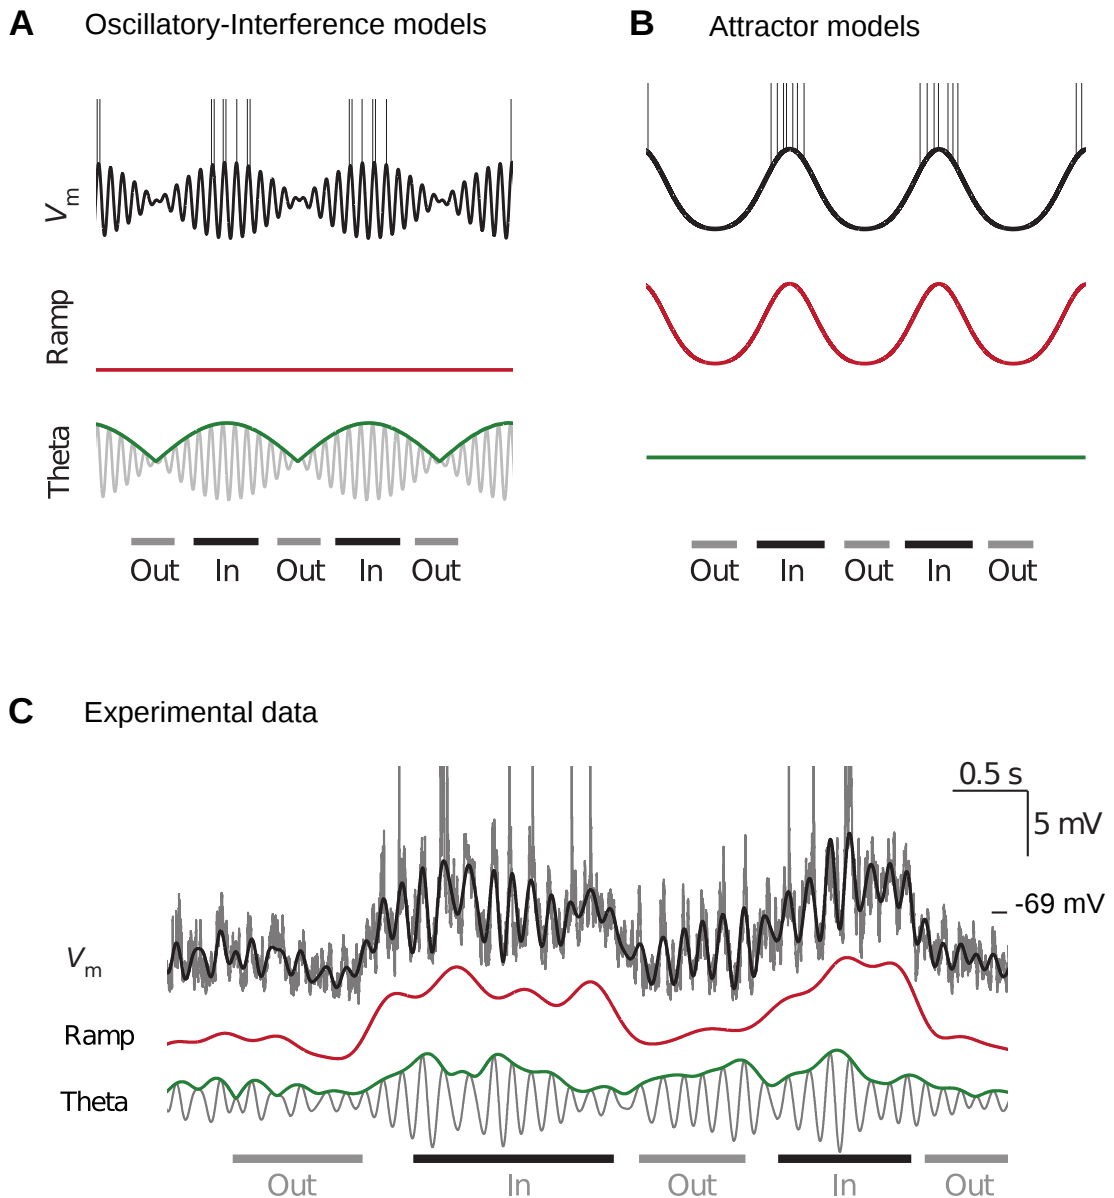 A Oscillatory-Interference models
Vm
Ramp
Theta
Out In Out In Out
B Attractor models
Out In Out In Out
C Experimental data
0.5 s
5 mV
-69 mV
Vm
Ramp
Theta
Out In Out In Out